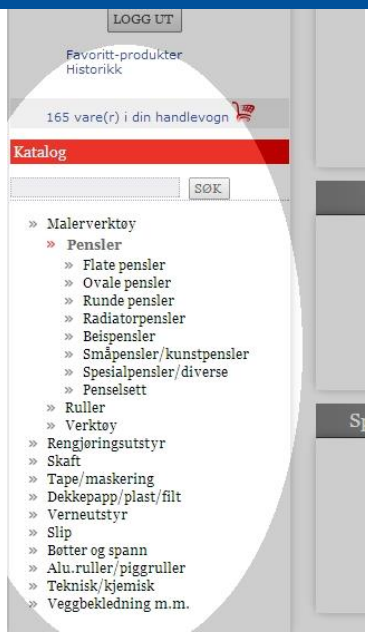 LOGG UT
Favoritt-produkter
Historikk
165 vare(r) i din handlevogn
Katalog
SØK
» Malerverktøy
» Pensler
» Flate pensler
» Ovale pensler
» Runde pensler
» Radiatorpensler
» Beispensler
» Småpensler/kunstpensler
» Spesialpensler/diverse
» Penselsett
» Ruller
» Verktøy
» Rengjøringsutstyr
» Skaft
» Tape/maskering
» Dekkepapp/plast/filt
» Verneutstyr
» Slip
» Bøtter og spann
» Alu.ruller/piggruller
» Teknisk/kjemisk
» Veggbekledning m.m.